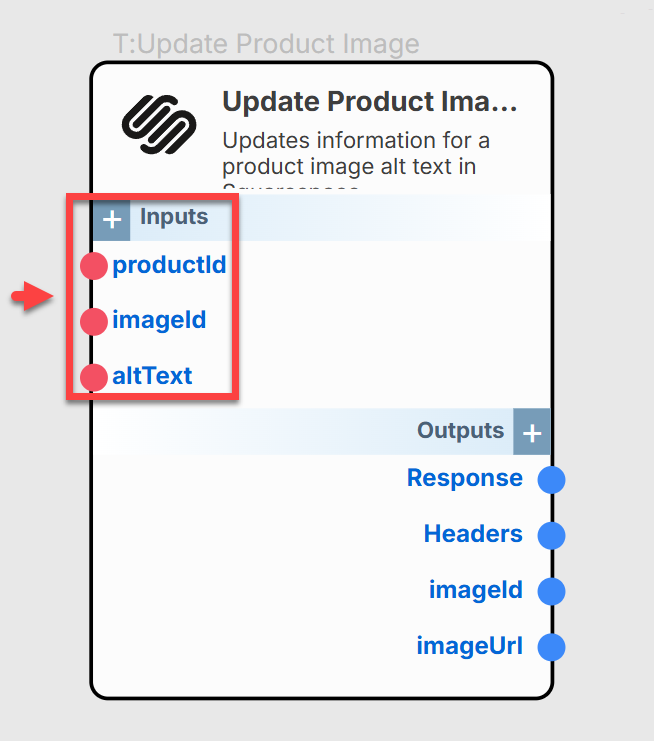 T:Update Product Image
Update Product Ima...
Updates information for a
product image alt text in
+ Inputs
productId
imageId
altText
Outputs +
Response
Headers
imageId
imageUrl